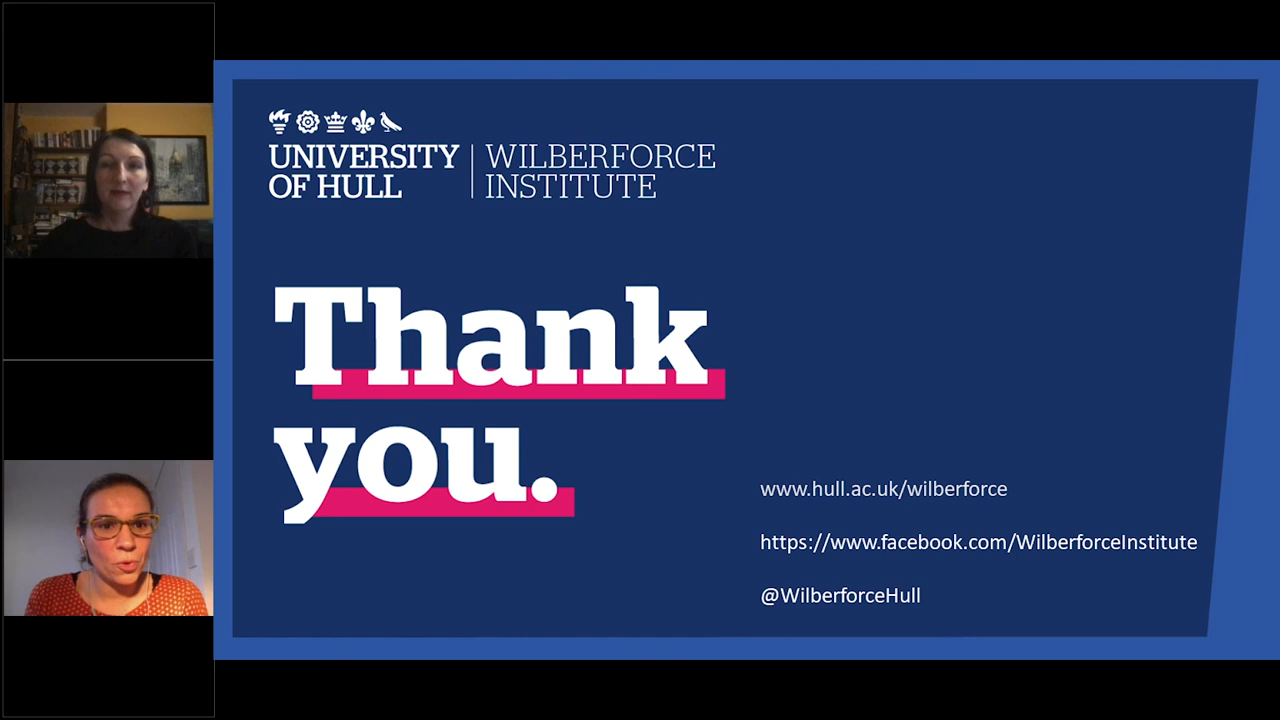 UNIVERSITY
OF HULL
WILBERFORCE
INSTITUTE
Thank
you.
www.hull.ac.uk/wilberforce
https://www.facebook.com/WilberforceInstitute
@WilberforceHull